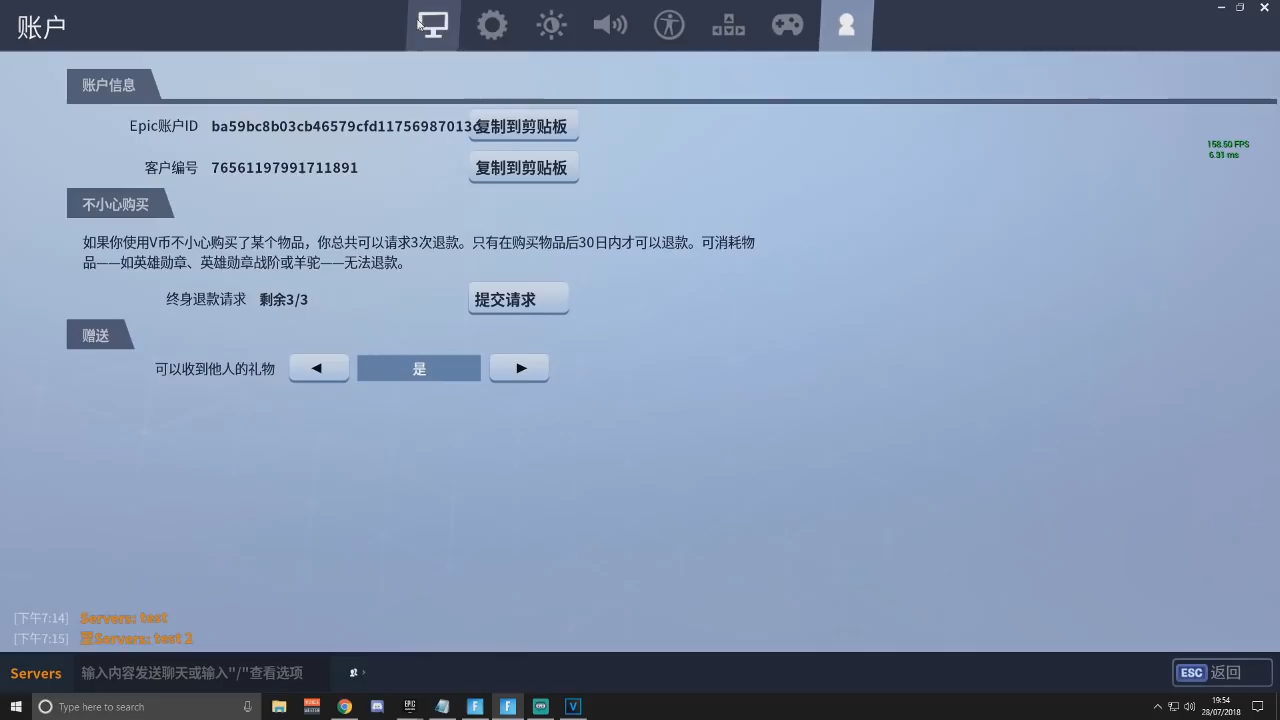 账户
账户信息
Epic账户ID ba59bc8b03cb46579cfd11756987013 复制到剪贴板
客户编号 76561197991711891 复制到剪贴板
158.50 FPS
6.31 ms
不小心购买
如果你使用V币不小心购买了某个物品，你总共可以请求3次退款。只有在购买物品后30日内才可以退款。可消耗物
品——如英雄勋章、英雄勋章战阶或羊驼——无法退款。
终身退款请求 剩余3/3 提交请求
赠送
可以收到他人的礼物 ◄ 是 ►
[下午7:14] Servers: test
[下午7:15] 至Servers: test 2
Servers 输入内容发送聊天或输入"/"查看选项
ESC 返回
Type here to search
EPIC
19:54
28/07/2018